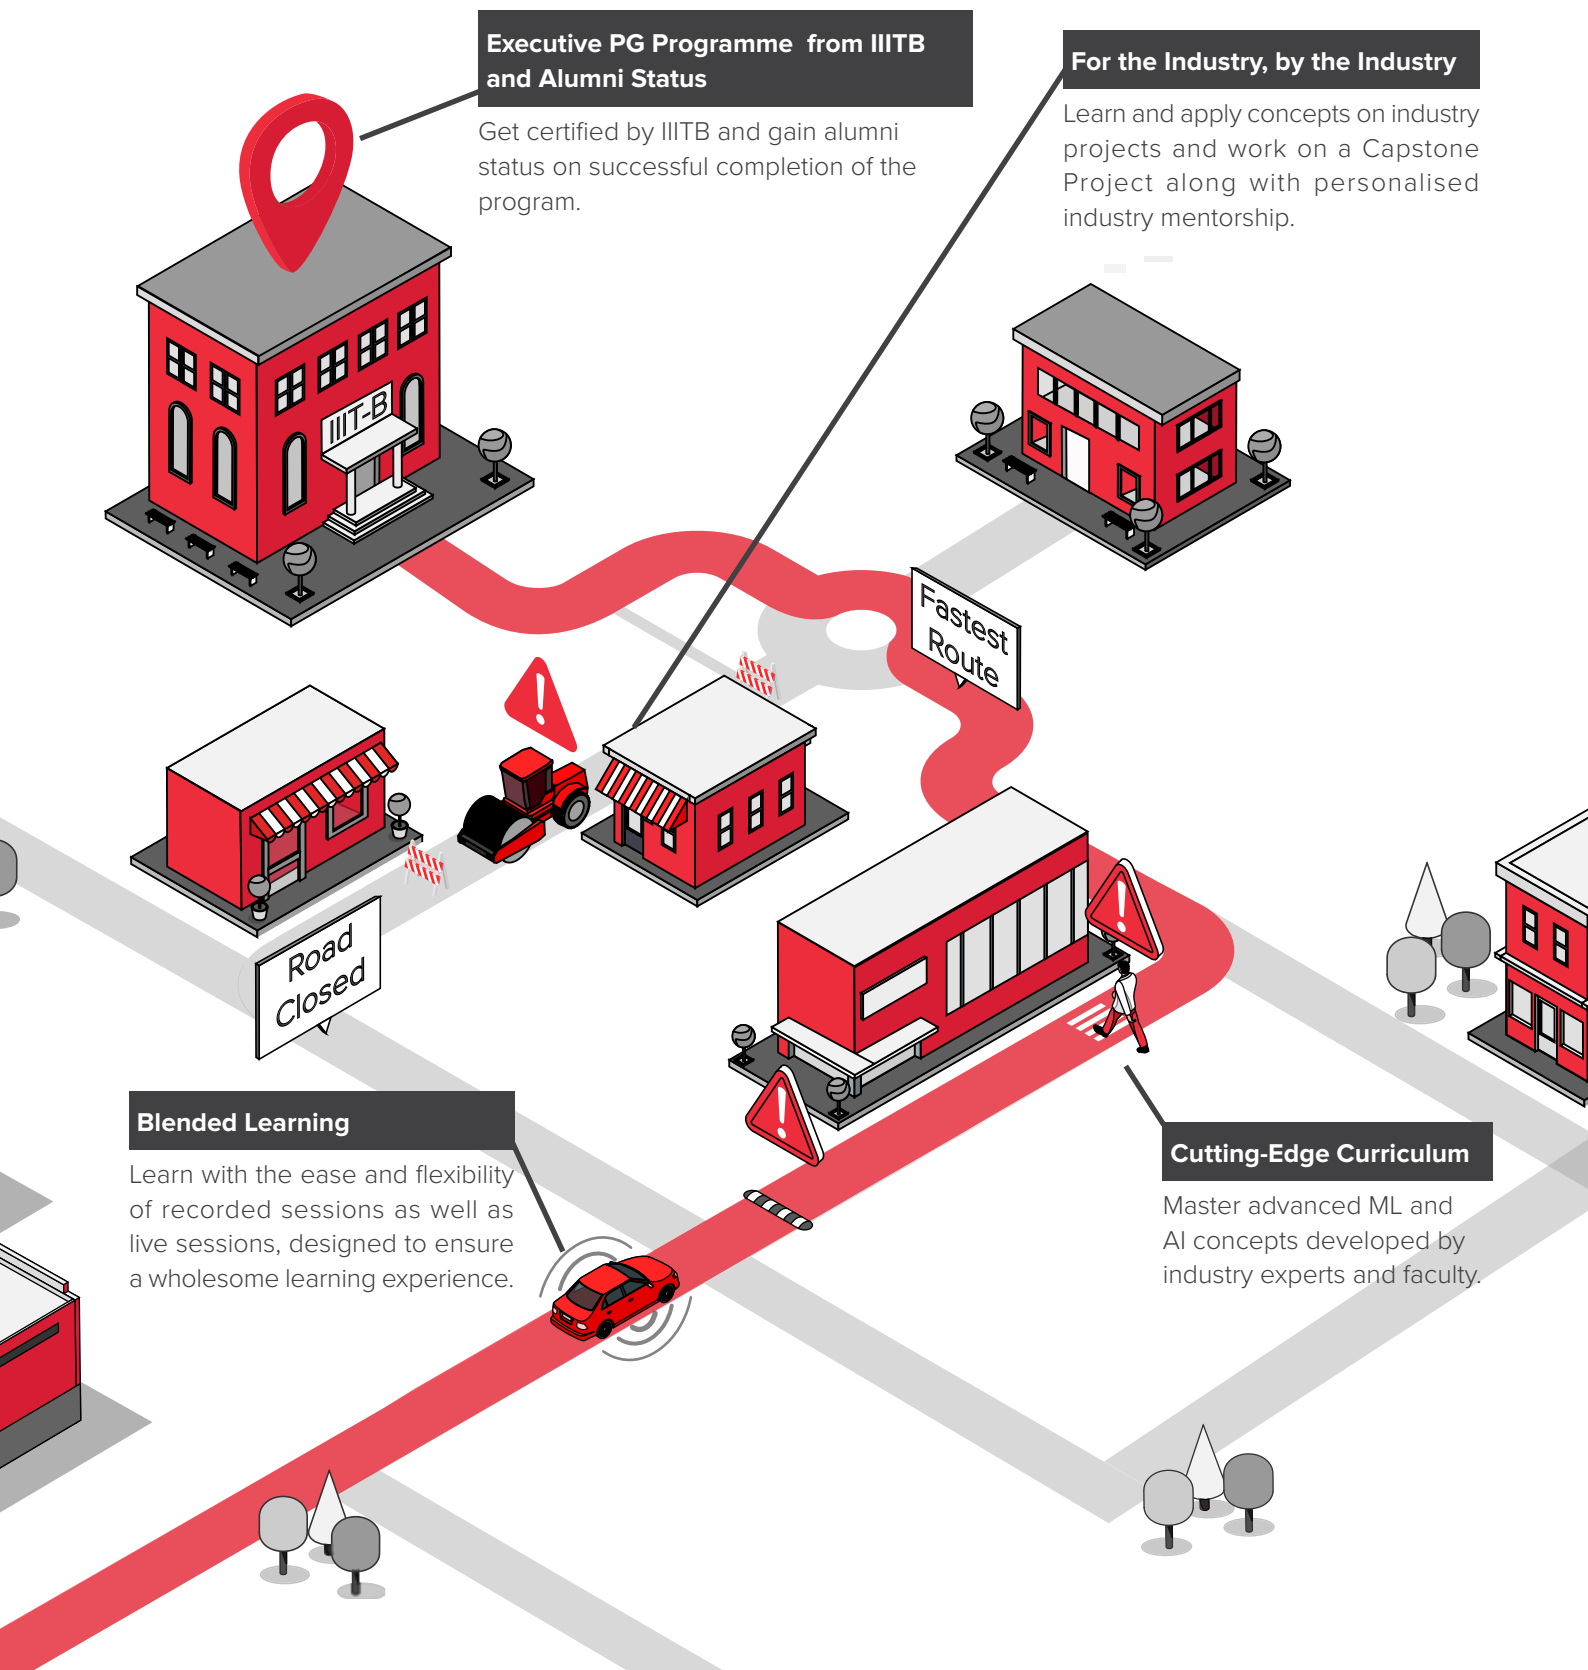 Executive PG Programme  from IIITB
and Alumni Status
Get certified by IIITB and gain alumni
status on successful completion of the
program.
For the Industry, by the Industry
Learn and apply concepts on industry
projects and work on a Capstone
Project along with personalised
industry mentorship.
IIIT-B
Fastest
Route
Road
Closed
Blended Learning
Learn with the ease and flexibility
of recorded sessions as well as
live sessions, designed to ensure
a wholesome learning experience.
Cutting-Edge Curriculum
Master advanced ML and
AI concepts developed by
industry experts and faculty.